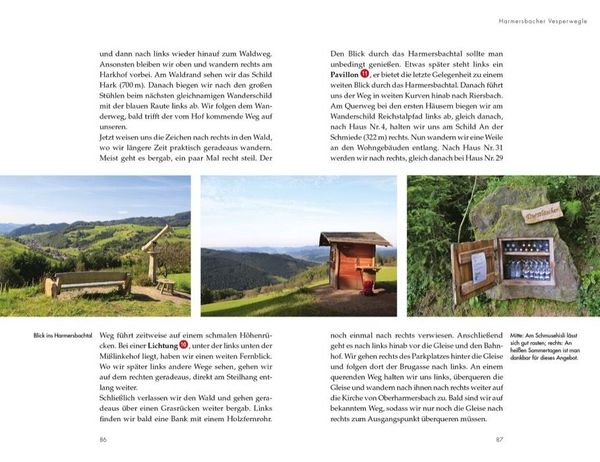 Harmersbacher Vesperwegle
und dann nach links wieder hinauf zum Waldweg.
Ansonsten bleiben wir oben und wandern rechts am
Harkhof vorbei. Am Waldrand sehen wir das Schild
Hark (700 m). Danach biegen wir nach den großen
Stühlen beim nächsten gleichnamigen Wanderschild
mit der blauen Raute links ab. Wir folgen dem Wan-
derweg, bald trifft der vom Hof kommende Weg auf
unseren.
Jetzt weisen uns die Zeichen nach rechts in den Wald,
wo wir längere Zeit praktisch geradeaus wandern.
Meist geht es bergab, ein paar Mal recht steil. Der
Den Blick durch das Harmersbachtal sollte man
unbedingt genießen. Etwas später steht links ein
Pavillon 11, er bietet die letzte Gelegenheit zu einem
weiten Blick durch das Harmersbachtal. Danach führt
uns der Weg in weiten Kurven hinab nach Riersbach.
Am Querweg bei den ersten Häusern biegen wir am
Wanderschild Reichstalpfad links ab, gleich danach,
nach Haus Nr. 4, halten wir uns am Schild An der
Schmiede (322 m) rechts. Nun wandern wir eine Weile
an den Wohngebäuden entlang. Nach Haus Nr. 31
werden wir nach rechts, gleich danach bei Haus Nr. 29
Blick ins Harmersbachtal
Weg führt zeitweise auf einem schmalen Höhenrü-
cken. Bei einer Lichtung 10, unter der links unten der
Mißlinkehof liegt, haben wir einen weiten Fernblick.
Wo wir später links andere Wege sehen, gehen wir
auf dem rechten geradeaus, direkt am Steilhang ent-
lang weiter.
Schließlich verlassen wir den Wald und gehen gera-
deaus über einen Grasrücken weiter bergab. Links
finden wir bald eine Bank mit einem Holzfernrohr.
noch einmal nach rechts verwiesen. Anschließend
geht es nach links hinab vor die Gleise und den Bahn-
hof. Wir gehen rechts des Parkplatzes hinter die Gleise
und folgen dort der Brugasse nach links. An einem
querenden Weg halten wir uns links, überqueren die
Gleise und wandern nach ihnen nach rechts weiter auf
die Kirche von Oberharmersbach zu. Bald sind wir auf
bekanntem Weg, sodass wir nur noch die Gleise nach
rechts zum Ausgangspunkt überqueren müssen.
Mitte: Am Schmusehisli lässt
sich gut rasten; rechts: An
heißen Sommertagen ist man
dankbar für dieses Angebot.
86
87